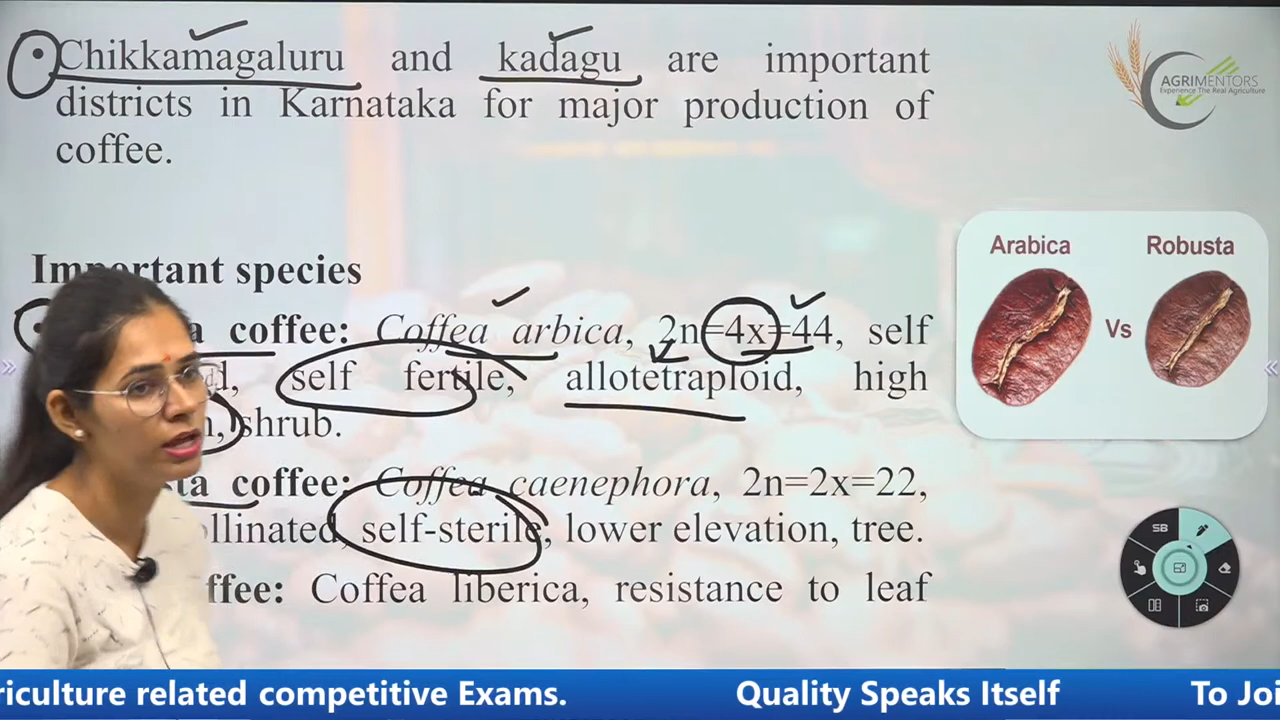 Chikkamagaluru and kadagu are important
districts in Karnataka for major production of
coffee.
AGRIMENTORS
Experience The Real Agriculture
Arabica
Robusta
Vs
Important species
coffee: Coffea arbica, 2n=4x=44, self
self fertile, allotetraploid, high
shrub.
coffee: Coffea caenephora, 2n=2x=22,
self-sterile, lower elevation, tree.
Coffea liberica, resistance to leaf
SB
riculture related competitive Exams. Quality Speaks Itself To Joi